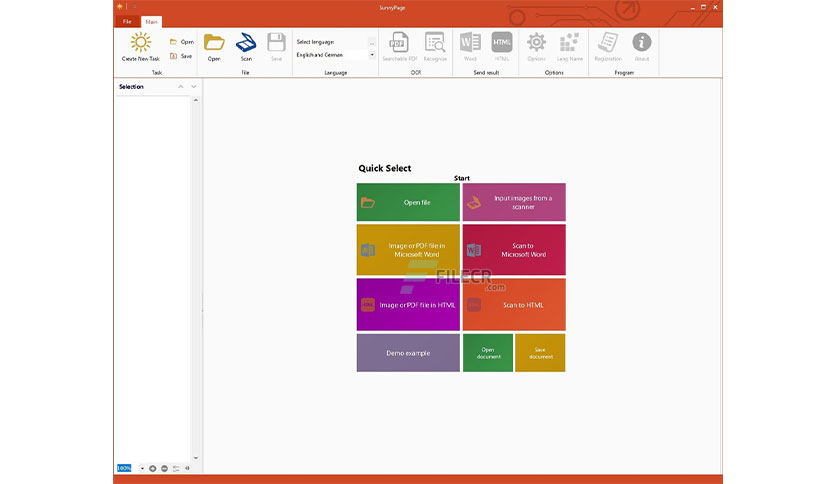 SunnyPage
File
Main
Create New Task
Open
Save
Task
Open
Scan
Save
File
Select language:
...
English and German
Language
PDF
Searchable PDF
Recognize
OCR
Word
HTML
HTML
Send result
Options
Lang Name
Options
Registration
About
Program
Selection
Quick Select
Start
Open file
Input images from a
scanner
Image or PDF file in
Microsoft Word
Scan to
Microsoft Word
FILECR
.com
HTML
Image or PDF file in HTML
Scan to HTML
Demo example
Open
document
Save
document
100%